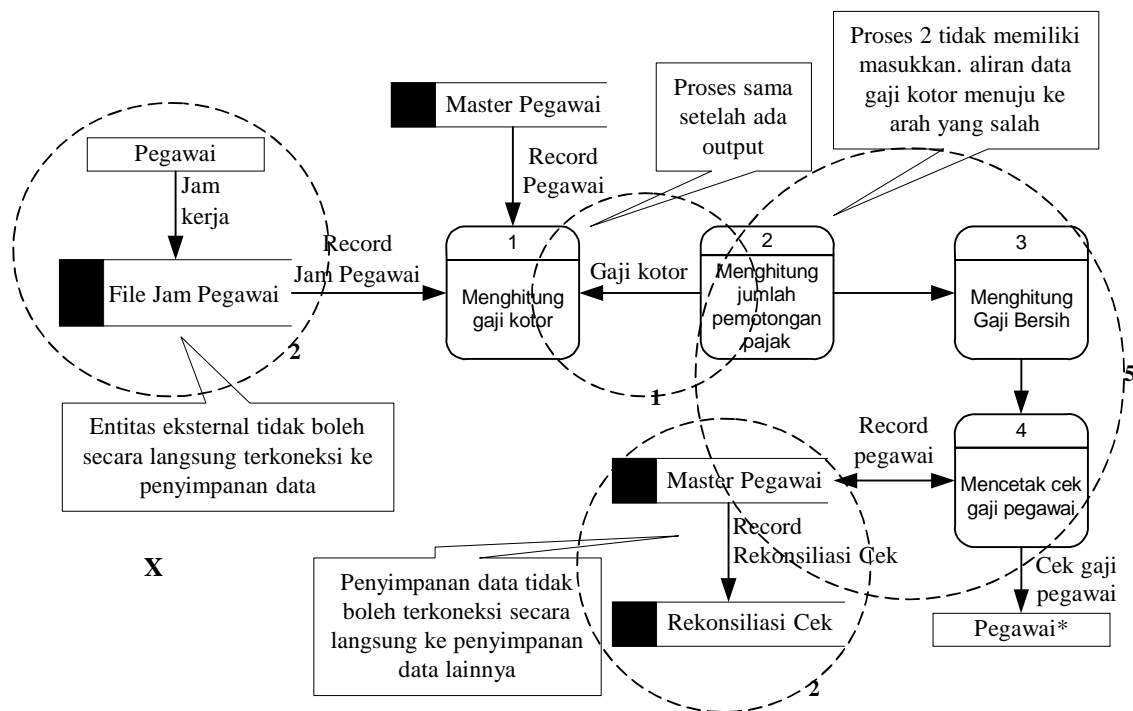 Proses 2 tidak memiliki
masukkan. aliran data
gaji kotor menuju ke
arah yang salah
Proses sama
setelah ada
output
Master Pegawai
Record
Pegawai
Pegawai
Jam
kerja
File Jam Pegawai
Record
Jam Pegawai
2
1
Menghitung
gaji kotor
Gaji kotor
1
2
Menghitung
jumlah
pemotongan
pajak
3
Menghitung
Gaji Bersih
5
Entitas eksternal tidak boleh
secara langsung terkoneksi ke
penyimpanan data
4
Mencetak cek
gaji pegawai
Record
pegawai
Master Pegawai
Record
Rekonsiliasi Cek
Rekonsiliasi Cek
2
Cek gaji
pegawai
Pegawai*
X
Penyimpanan data tidak
boleh terkoneksi secara
langsung ke penyimpanan
data lainnya